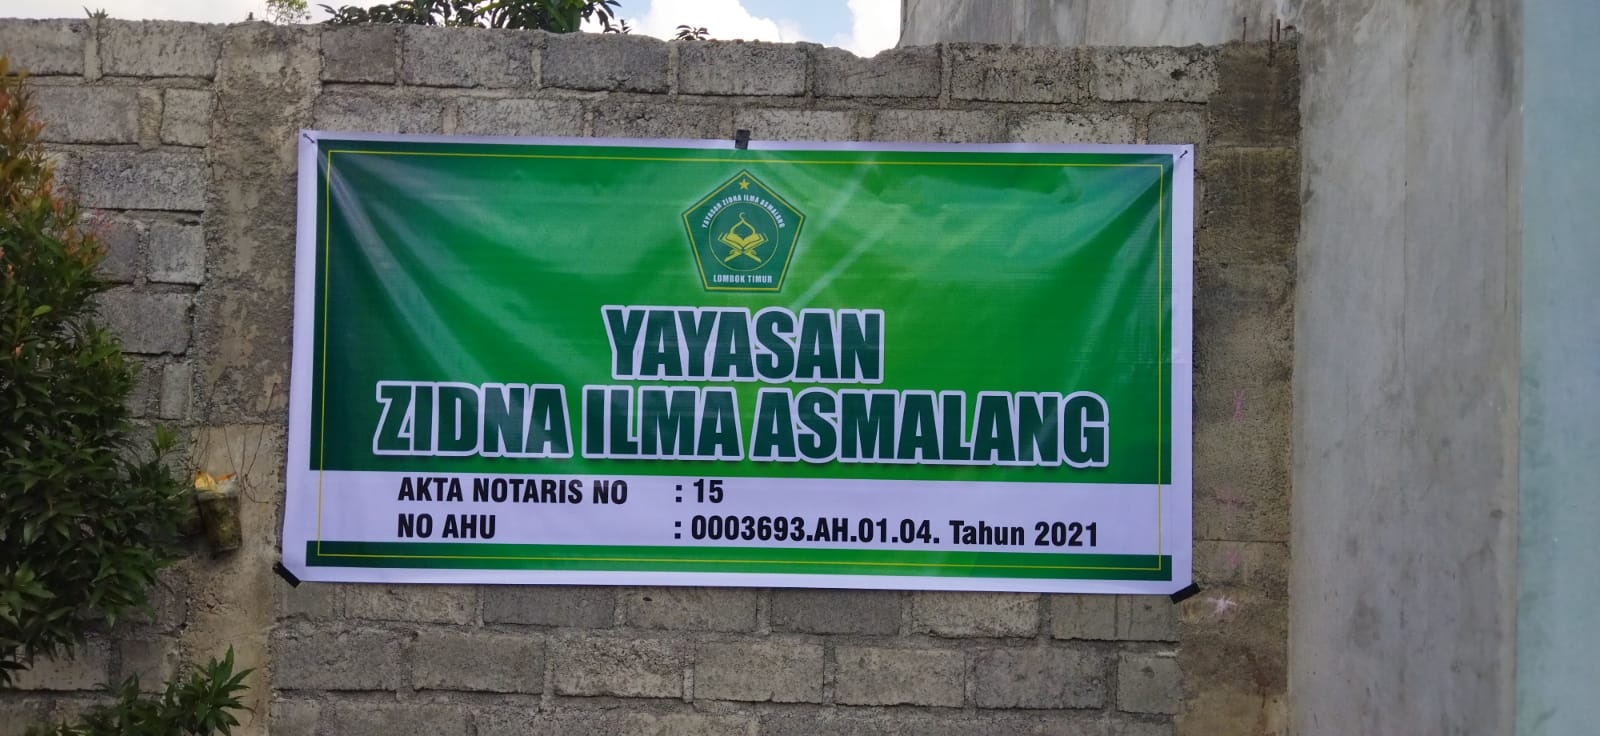 YAYASAN ZIDNA ILMA ASMALANG
LOMBOK TIMUR
YAYASAN
ZIDNA ILMA ASMALANG
AKTA NOTARIS NO : 15
NO AHU : 0003693.AH.01.04. Tahun 2021